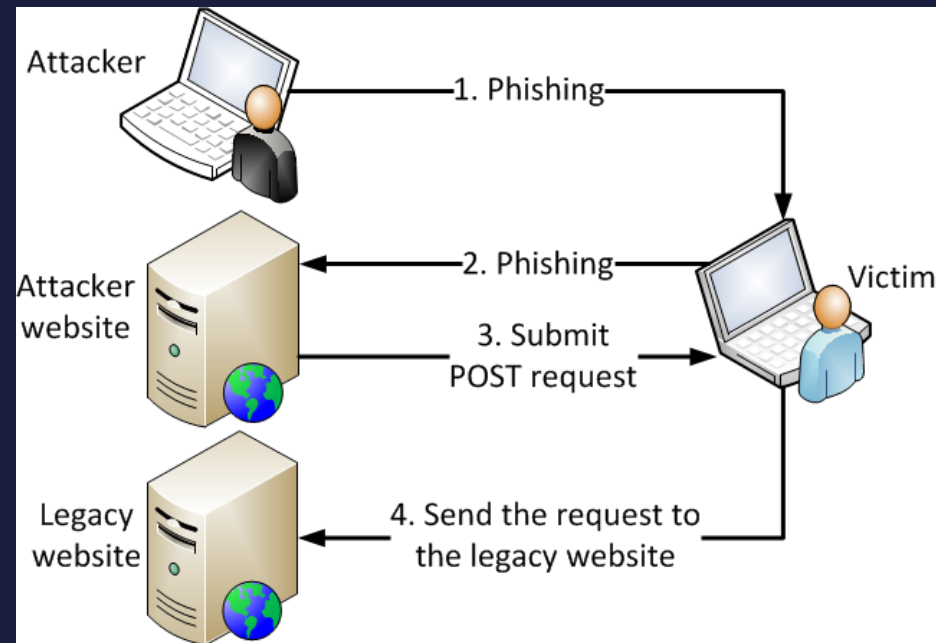 Attacker
1. Phishing
2. Phishing
Victim
Attacker
website
3. Submit
POST request
Legacy
website
4. Send the request to
the legacy website